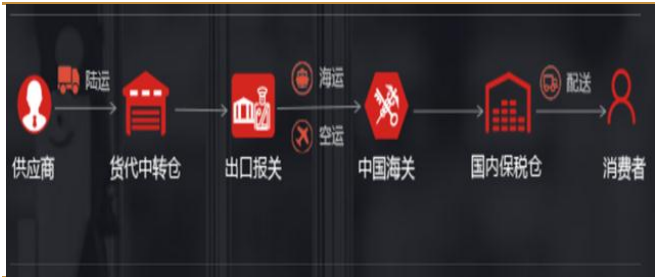 陆运
海运
空运
配送
供应商
货代中转仓
出口报关
中国海关
国内保税仓
消费者